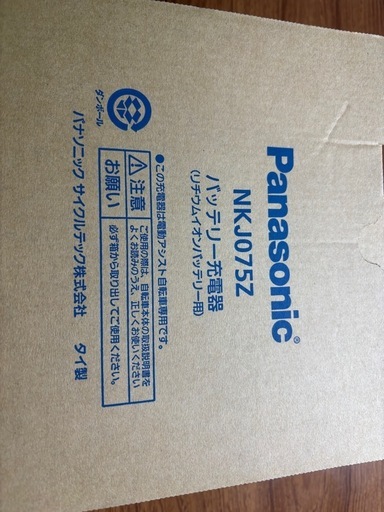 Panasonic®
NKJ075Z
バッテリー充電器
(リチウムイオンバッテリー用)
●この充電器は電動アシスト自転車専用です。
注意
ご使用の際は、自転車本体の取扱説明書を
よくお読みのうえ、正しくお使いください
お願い
必ず箱から取り出してご使用ください。
パナソニック サイクルテック株式会社 タイ製
ダンボール